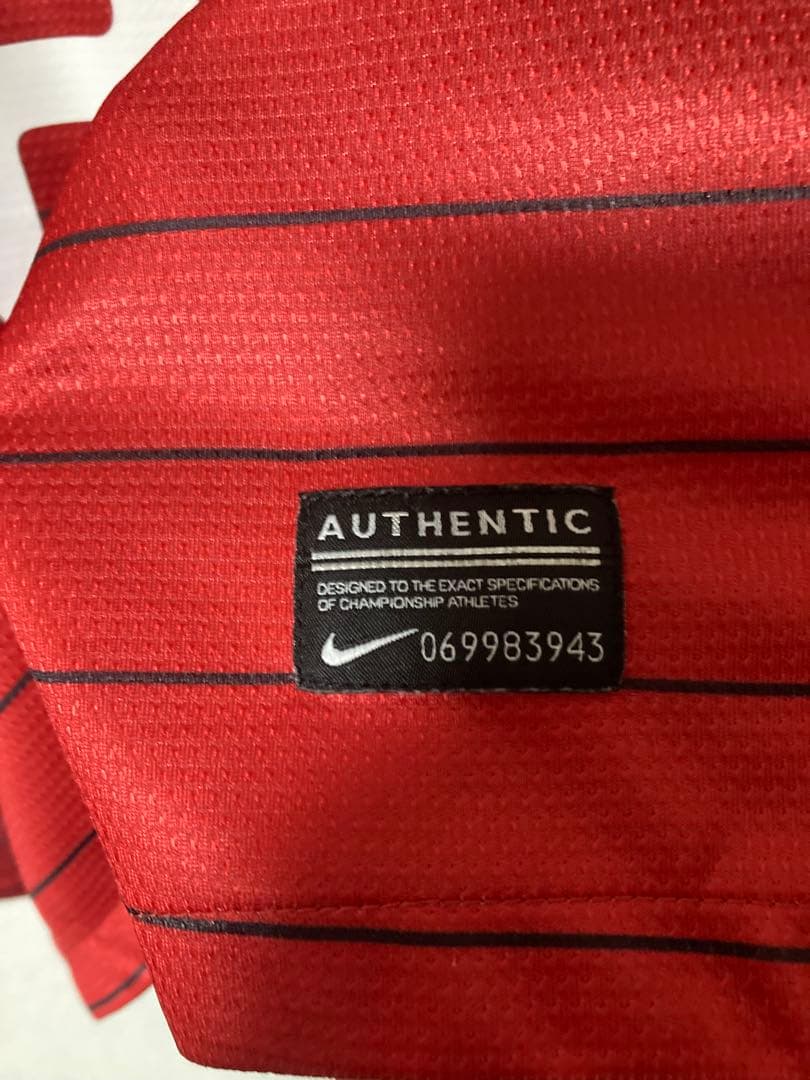 AUTHENTIC
DESIGNED TO THE EXACT SPECIFICATIONS
OF CHAMPIONSHIP ATHLETES
069983943